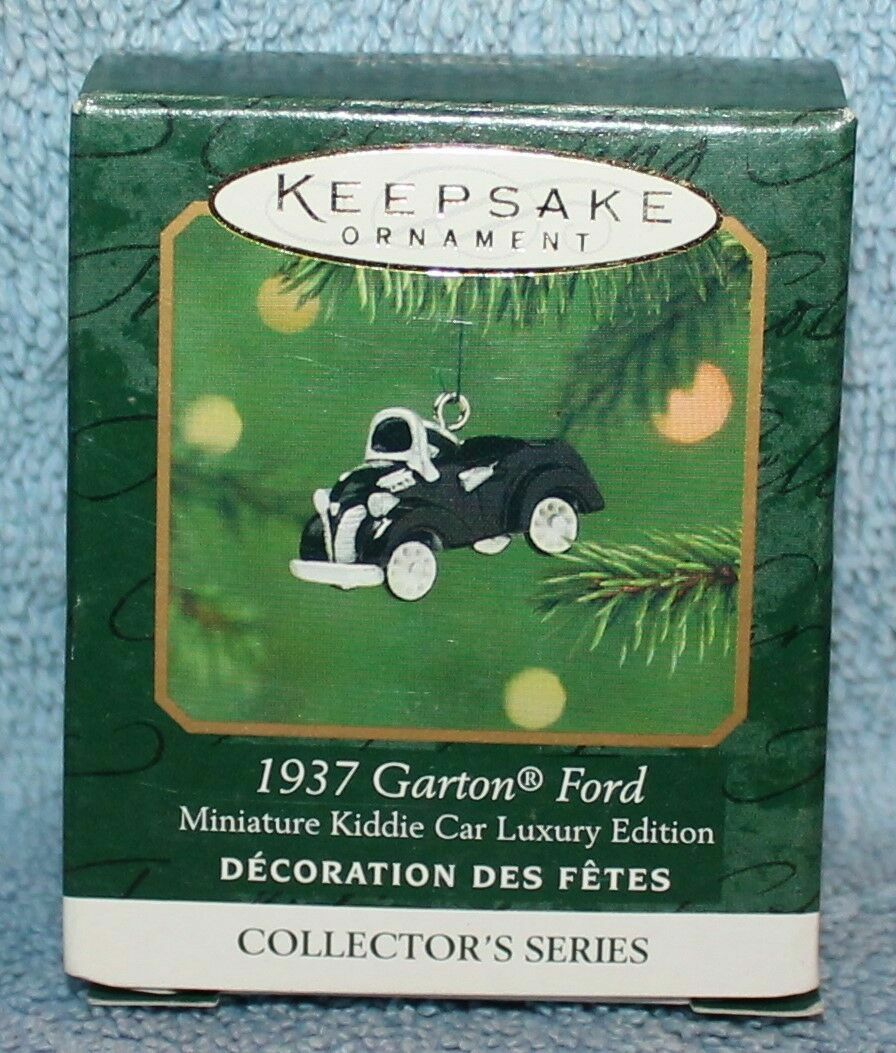 KEEPSAKE
ORNAMENT
1937 Garton® Ford
Miniature Kiddie Car Luxury Edition
DÉCORATION DES FÊTES
COLLECTOR'S SERIES